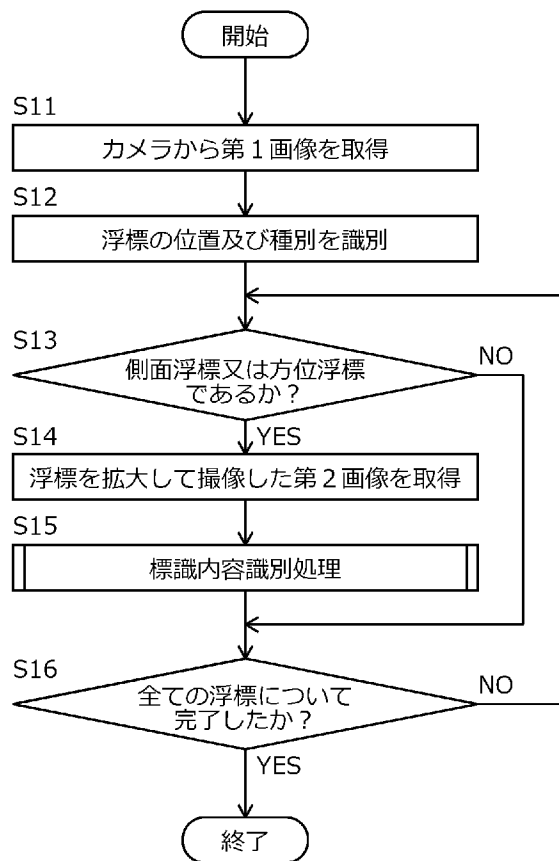 開始
S11
カメラから第１画像を取得
S12
浮標の位置及び種別を識別
S13
側面浮標又は方位浮標
であるか？
NO
YES
S14
浮標を拡大して撮像した第２画像を取得
S15
標識内容識別処理
S16
全ての浮標について
完了したか？
NO
YES
終了